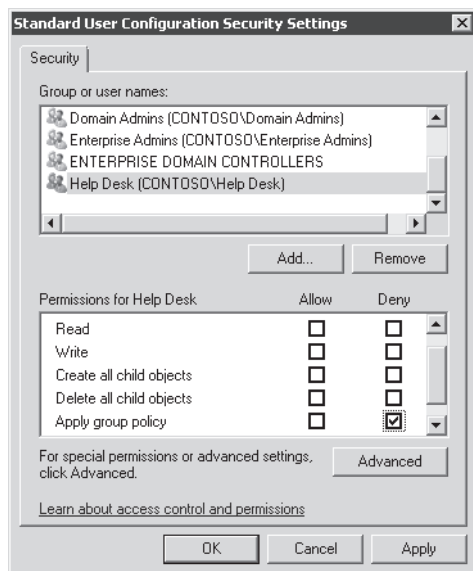 Standard User Configuration Security Settings
Security
Group or user names:
Domain Admins (CONTOSO\Domain Admins)
Enterprise Admins (CONTOSO\Enterprise Admins)
ENTERPRISE DOMAIN CONTROLLERS
Help Desk (CONTOSO\Help Desk)
Add... Remove
Permissions for Help Desk Allow Deny
Read
Write
Create all child objects
Delete all child objects
Apply group policy
For special permissions or advanced settings,
click Advanced. Advanced
Learn about access control and permissions
OK Cancel Apply